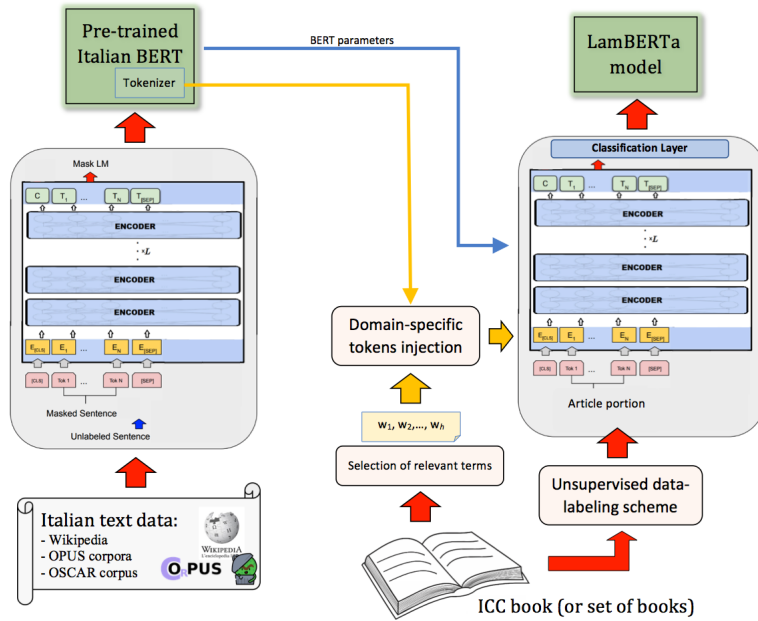 Pre-trained
Italian BERT
Tokenizer
BERT parameters
LamBERTa
model
Mask LM
C T1 ... TN T[SEP]
ENCODER
xL
ENCODER
ENCODER
E[CLS] E1 ... EN E[SEP]
[CLS] Tok 1 ... Tok N [SEP]
Masked Sentence
Unlabeled Sentence
Italian text data:
- Wikipedia
- OPUS corpora
- OSCAR corpus
WIKIPEDIA
OPUS
Domain-specific
tokens injection
w1, w2,..., wh
Selection of relevant terms
Classification Layer
C T1 ... TN T[SEP]
ENCODER
xL
ENCODER
ENCODER
E[CLS] E1 ... EN E[SEP]
[CLS] Tok 1 ... Tok N [SEP]
Article portion
Unsupervised data-
labeling scheme
ICC book (or set of books)